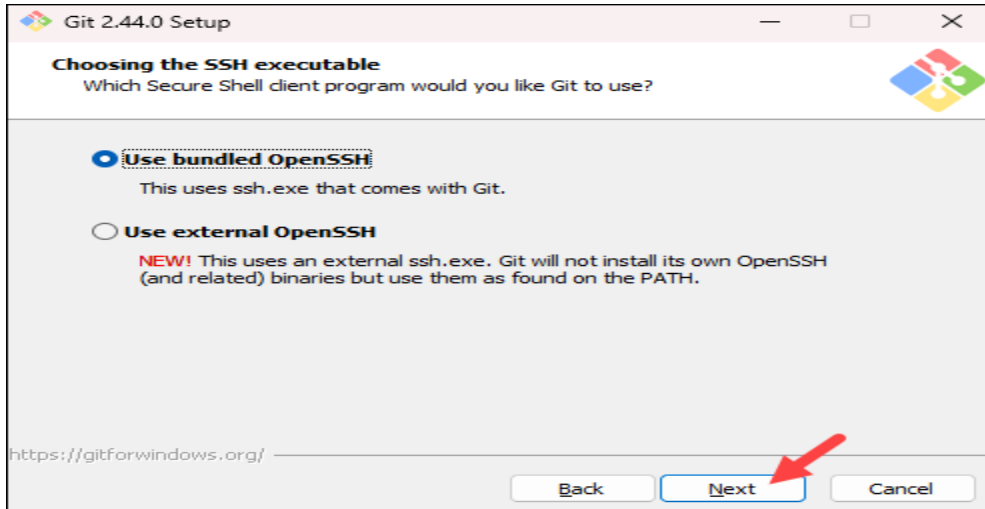 Git 2.44.0 Setup
Choosing the SSH executable
Which Secure Shell client program would you like Git to use?
Use bundled OpenSSH
This uses ssh.exe that comes with Git.
Use external OpenSSH
NEW! This uses an external ssh.exe. Git will not install its own OpenSSH
(and related) binaries but use them as found on the PATH.
https://gitforwindows.org/
Back Next Cancel